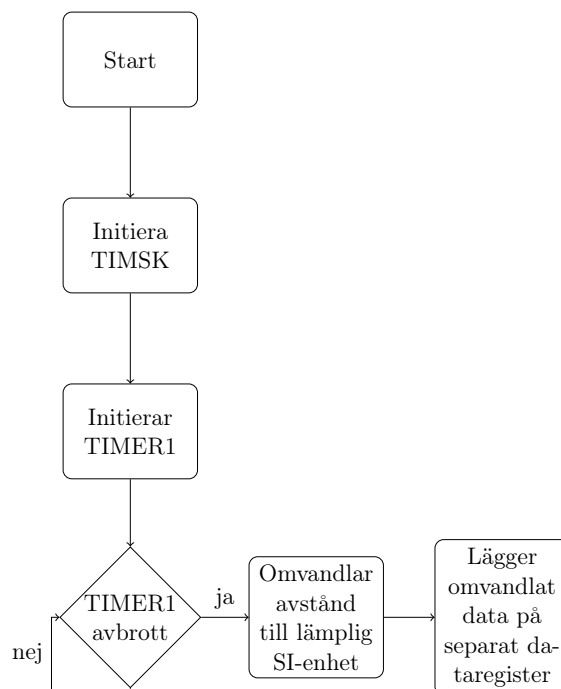 Start
Initiera
TIMSK
Initierar
TIMER1
TIMER1
avbrott
nej
ja
Omvandlar
avstånd
till lämplig
SI-enhet
Lägger
omvandlat
data på
separat da-
taregister